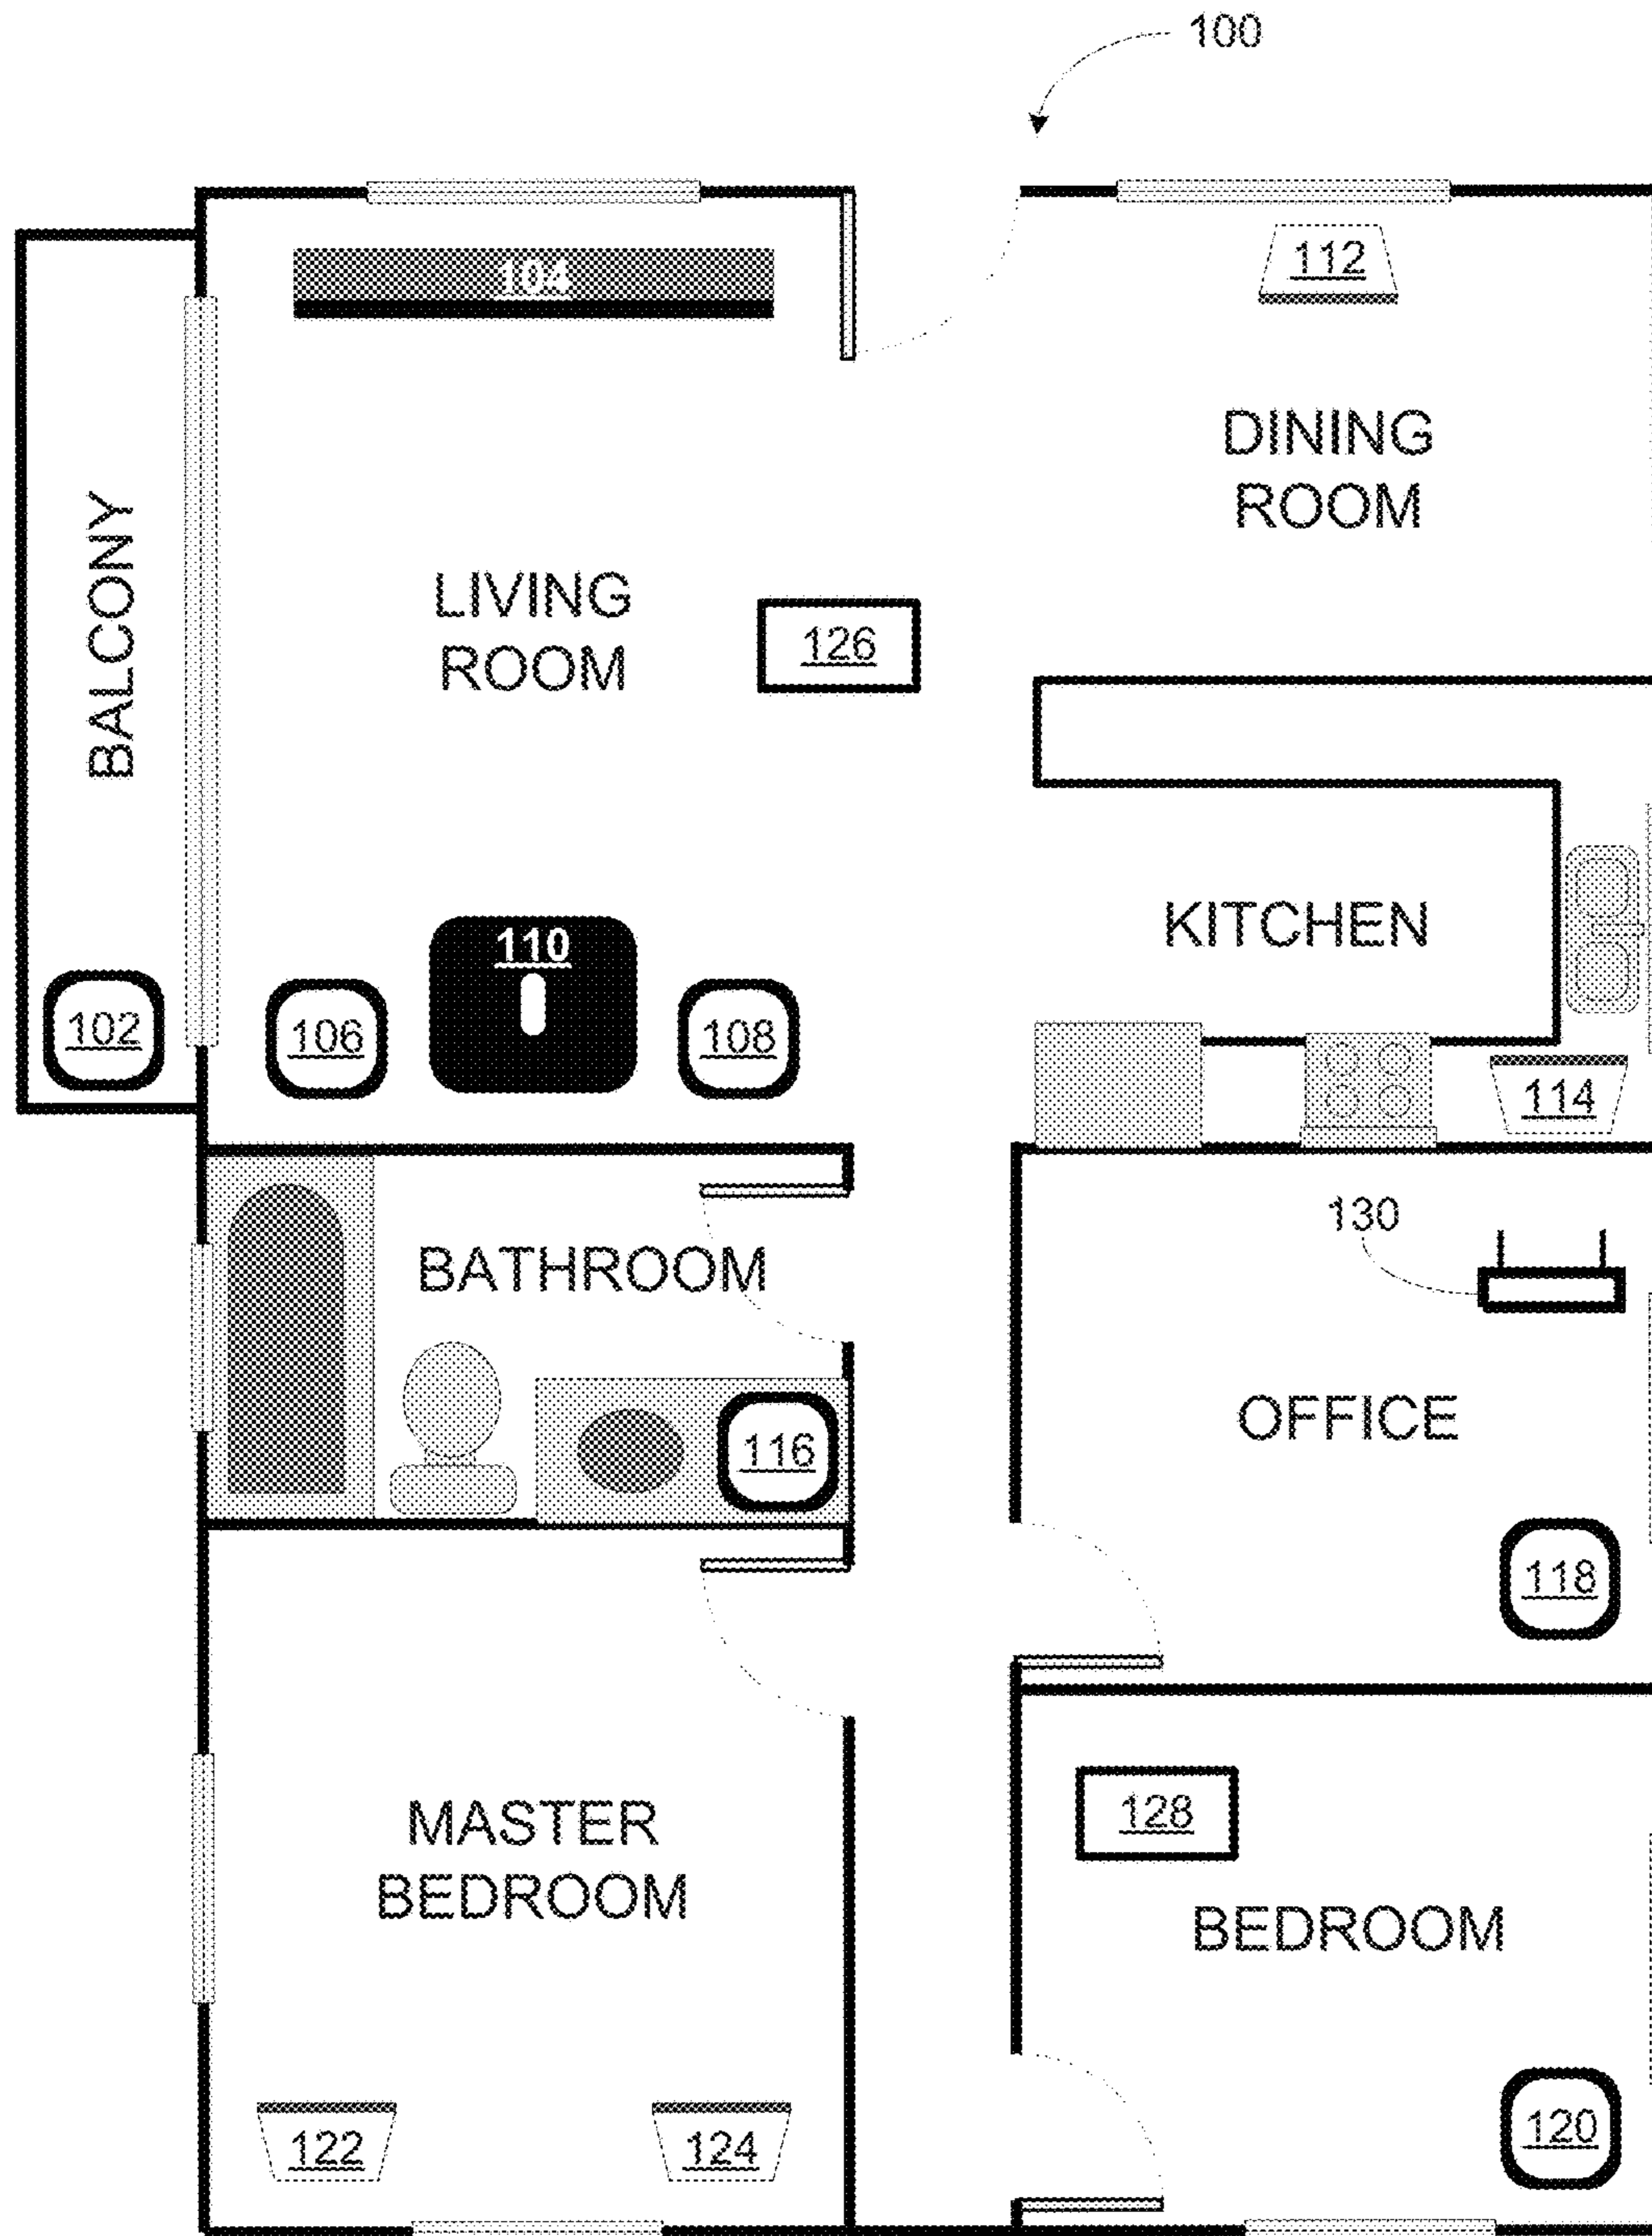 100
104
112
DINING
ROOM
BALCONY
LIVING
ROOM
126
KITCHEN
110
102
106
108
114
130
BATHROOM
OFFICE
116
118
MASTER
BEDROOM
128
BEDROOM
122
124
120